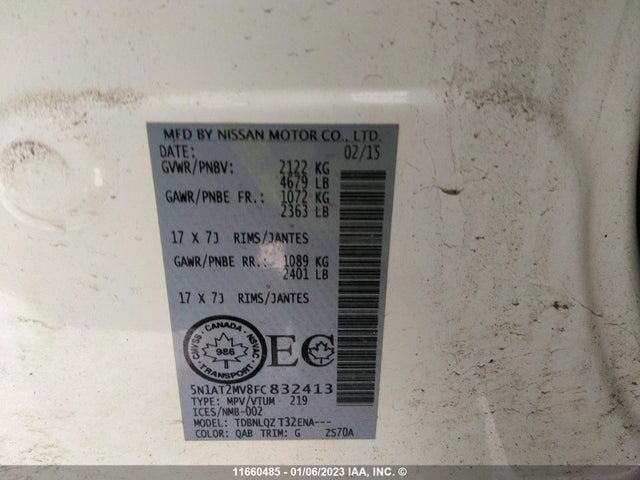 MFD BY NISSAN MOTOR CO., LTD.
DATE: 02/15
GVWR/PNBV: 2122 KG
4679 LB
GAWR/PNBE FR.: 1072 KG
2363 LB
17 X 7J RIMS/JANTES
GAWR/PNBE RR.: 1089 KG
2401 LB
17 X 7J RIMS/JANTES
CMVSS - CANADA - NSVAC
986
TRANSPORT
EC
5N1AT2MV8FC832413
TYPE: MPV/VTUM - 219
ICES/NMB-002
MODEL: TDBNLQZ T32ENA---
COLOR: QAB TRIM: G ZS70A
11660485 - 01/06/2023 IAA, INC. ©